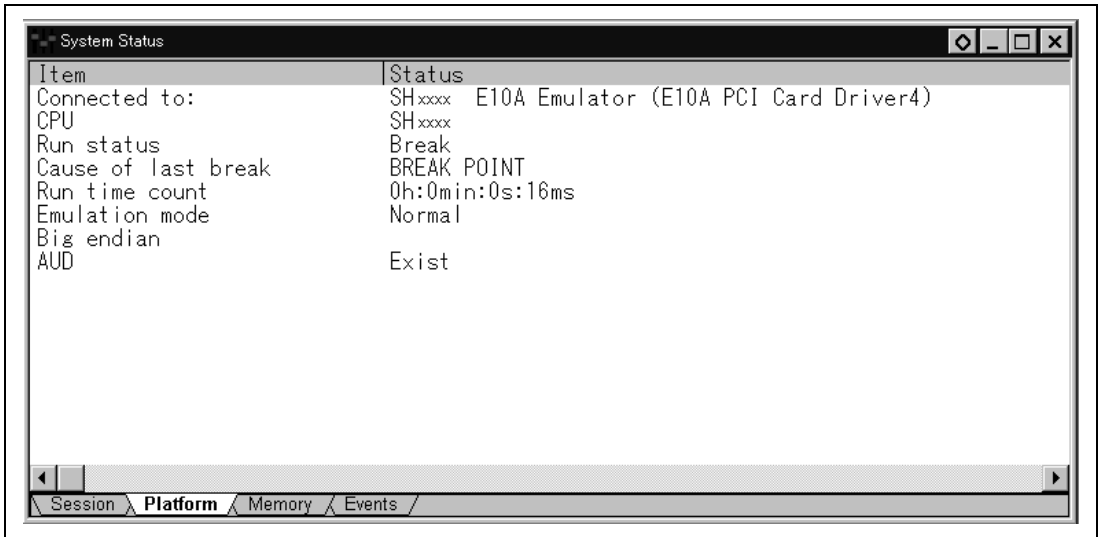 System Status
Item Status
Connected to: SHxxxx E10A Emulator (E10A PCI Card Driver4)
CPU SHxxxx
Run status Break
Cause of last break BREAK POINT
Run time count 0h:0min:0s:16ms
Emulation mode Normal
Big endian
AUD Exist
Session Platform Memory Events